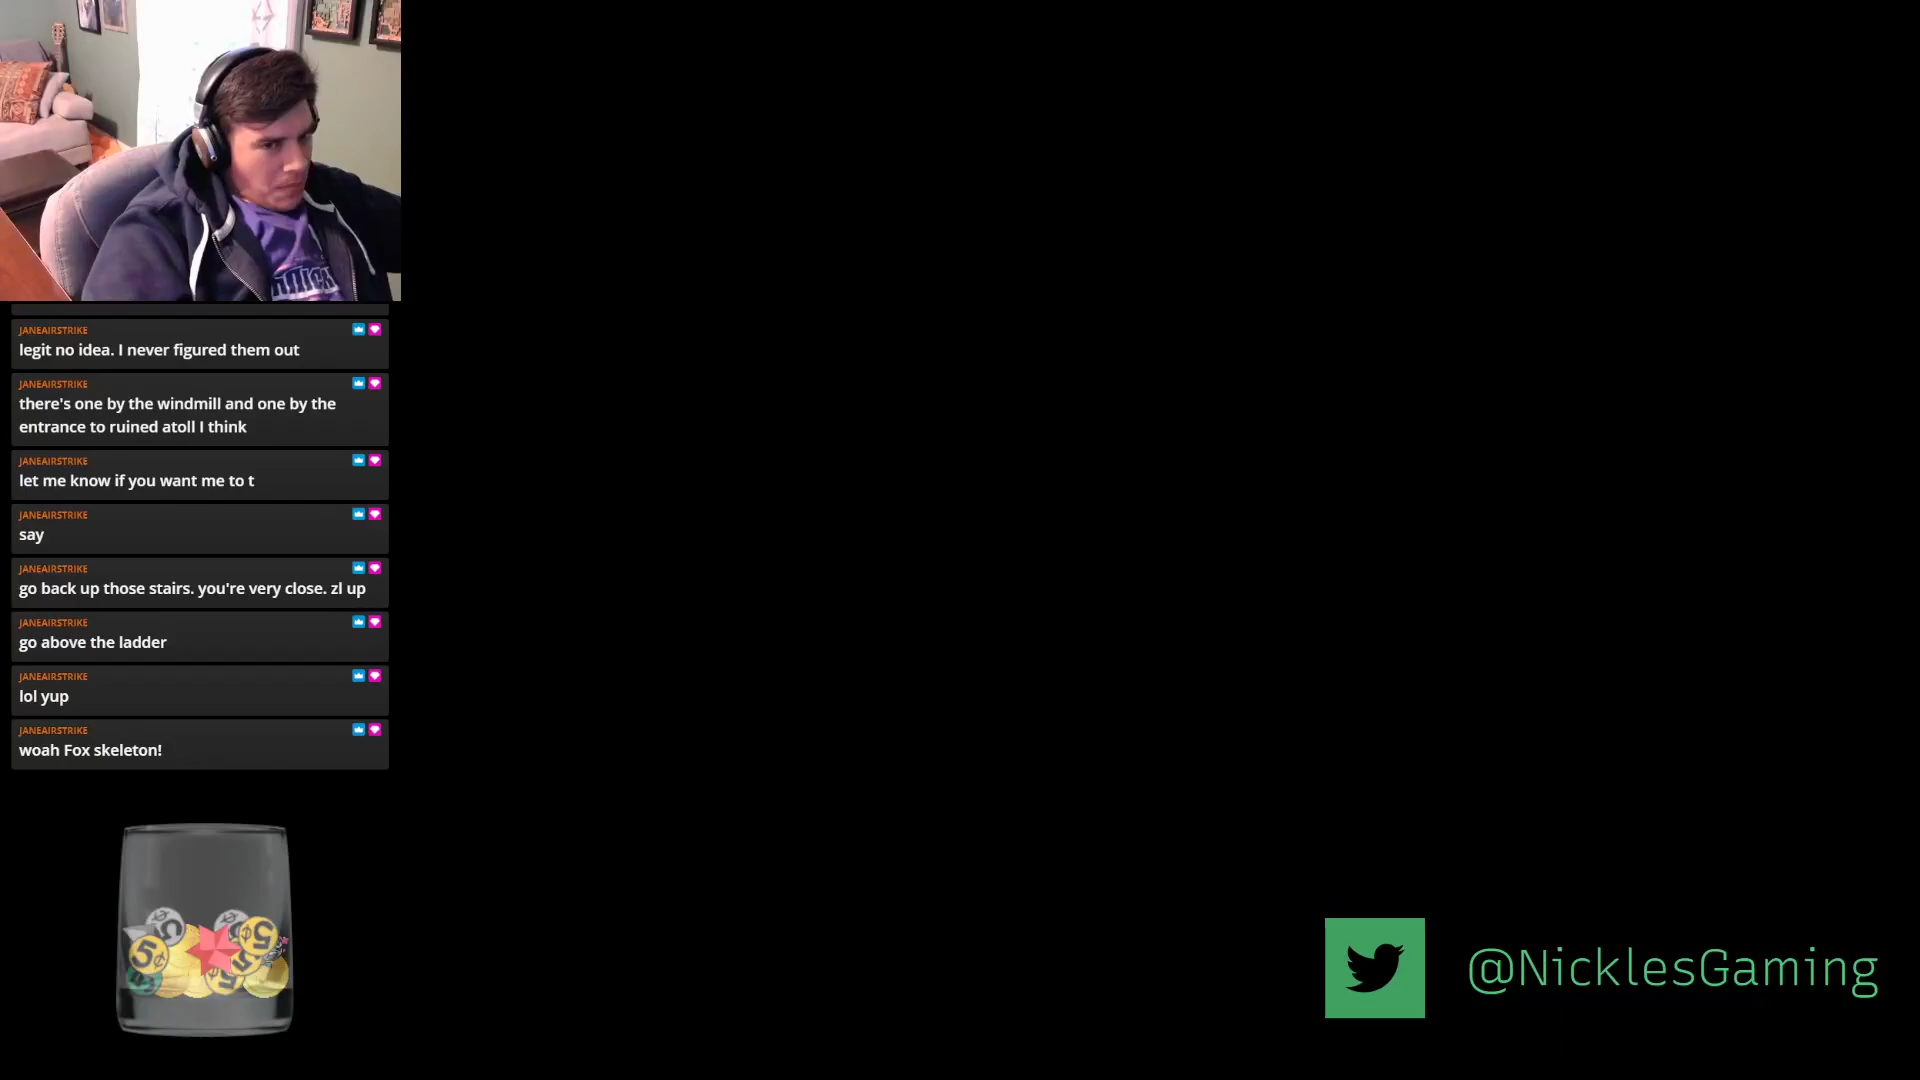 JANEAIRSTRIKE
legit no idea. I never figured them out
JANEAIRSTRIKE
there's one by the windmill and one by the
entrance to ruined atoll I think
JANEAIRSTRIKE
let me know if you want me to t
JANEAIRSTRIKE
say
JANEAIRSTRIKE
go back up those stairs. you're very close. zl up
JANEAIRSTRIKE
go above the ladder
JANEAIRSTRIKE
lol yup
JANEAIRSTRIKE
woah Fox skeleton!
5¢
5¢
5¢
@NicklesGaming